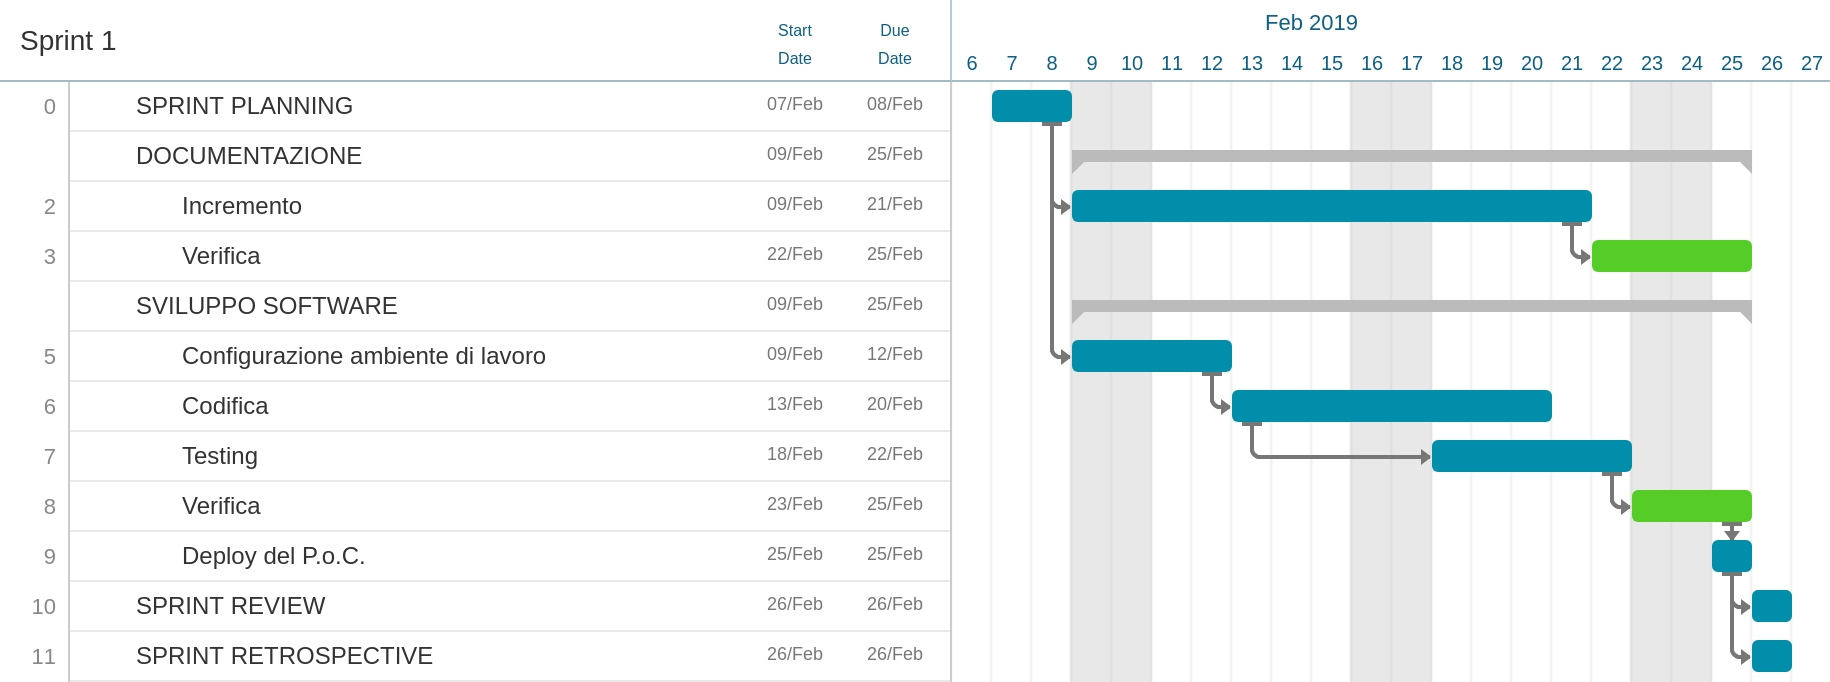 Sprint 1
Start Date
Due Date
Feb 2019
6 7 8 9 10 11 12 13 14 15 16 17 18 19 20 21 22 23 24 25 26 27
0 SPRINT PLANNING 07/Feb 08/Feb
DOCUMENTAZIONE 09/Feb 25/Feb
2 Incremento 09/Feb 21/Feb
3 Verifica 22/Feb 25/Feb
SVILUPPO SOFTWARE 09/Feb 25/Feb
5 Configurazione ambiente di lavoro 09/Feb 12/Feb
6 Codifica 13/Feb 20/Feb
7 Testing 18/Feb 22/Feb
8 Verifica 23/Feb 25/Feb
9 Deploy del P.o.C. 25/Feb 25/Feb
10 SPRINT REVIEW 26/Feb 26/Feb
11 SPRINT RETROSPECTIVE 26/Feb 26/Feb